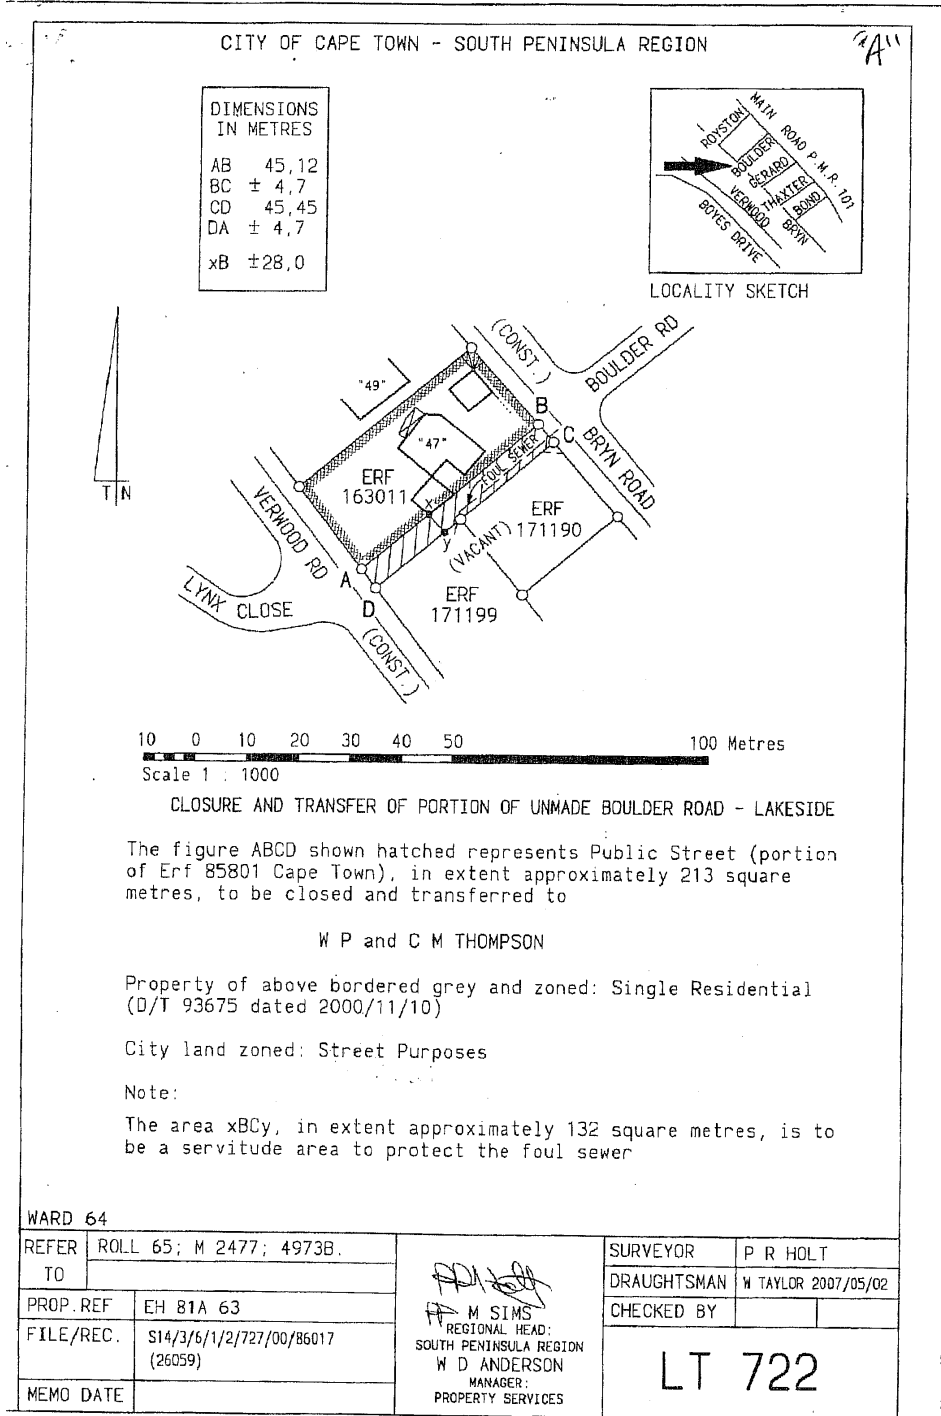 CITY OF CAPE TOWN - SOUTH PENINSULA REGION
"A"
DIMENSIONS
IN METRES
AB 45,12
BC ± 4,7
CD 45,45
DA ± 4,7
xB ±28,0
MAIN ROAD P.M.R. 101
ROYSTON
BOULDER
GERARD
THAXTER
BOND
VERWOOD
BRYN
BOYES DRIVE
LOCALITY SKETCH
(CONST.)
BOULDER RD
"49"
B
C
"47"
BRYN ROAD
FOUL SEWER
ERF
163011
x
ERF
171190
T N
VERWOOD RD
y
(VACANT)
A
LYNX CLOSE
D
ERF
171199
(CONST.)
10 0 10 20 30 40 50 100 Metres
Scale 1 : 1000
CLOSURE AND TRANSFER OF PORTION OF UNMADE BOULDER ROAD - LAKESIDE
The figure ABCD shown hatched represents Public Street (portion
of Erf 85801 Cape Town), in extent approximately 213 square
metres, to be closed and transferred to
W P and C M THOMPSON
Property of above bordered grey and zoned: Single Residential
(D/T 93675 dated 2000/11/10)
City land zoned: Street Purposes
Note:
The area xBCy, in extent approximately 132 square metres, is to
be a servitude area to protect the foul sewer
WARD 64
REFER TO
ROLL 65; M 2477; 4973B.
PROP.REF EH 81A 63
FILE/REC. S14/3/6/1/2/727/00/86017
(26059)
MEMO DATE
M SIMS
REGIONAL HEAD:
SOUTH PENINSULA REGION
W D ANDERSON
MANAGER:
PROPERTY SERVICES
SURVEYOR P R HOLT
DRAUGHTSMAN W TAYLOR 2007/05/02
CHECKED BY
LT 722